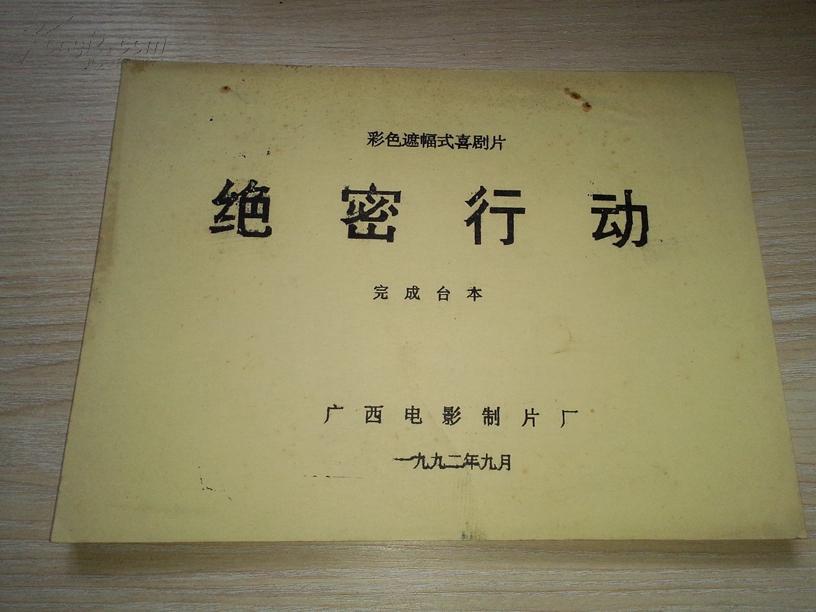 彩色遮幅式喜剧片
绝密行动
完成台本
广西电影制片厂
一九九二年九月